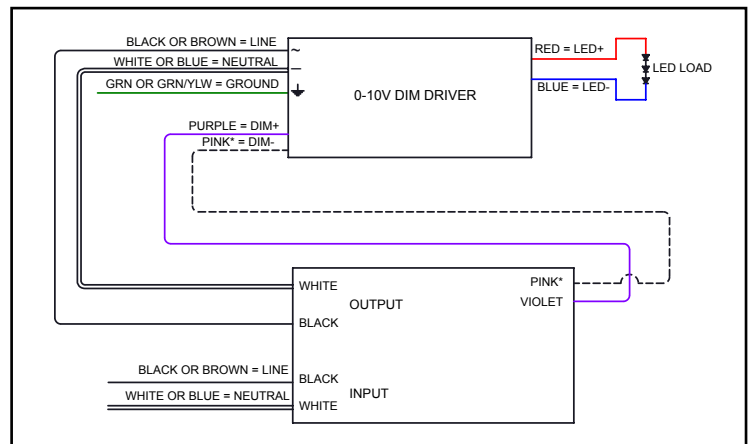 BLACK OR BROWN = LINE
WHITE OR BLUE = NEUTRAL
GRN OR GRN/YLW = GROUND
PURPLE = DIM+
PINK* = DIM-
~
0-10V DIM DRIVER
RED = LED+
BLUE = LED-
LED LOAD
WHITE
OUTPUT
BLACK
PINK*
VIOLET
BLACK OR BROWN = LINE
WHITE OR BLUE = NEUTRAL
BLACK
INPUT
WHITE